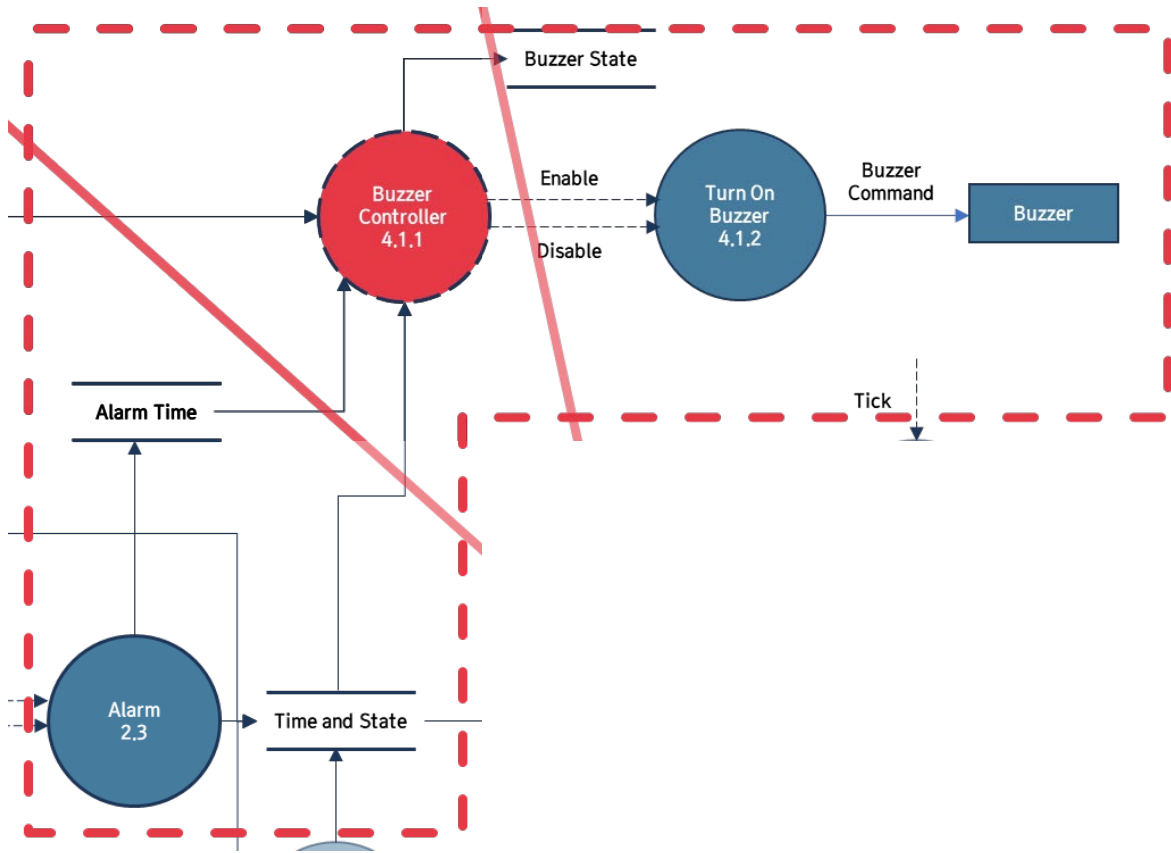 Buzzer State
Buzzer
Controller
4.1.1
Enable
Disable
Turn On
Buzzer
4.1.2
Buzzer
Command
Buzzer
Alarm Time
Tick
Alarm
2.3
Time and State